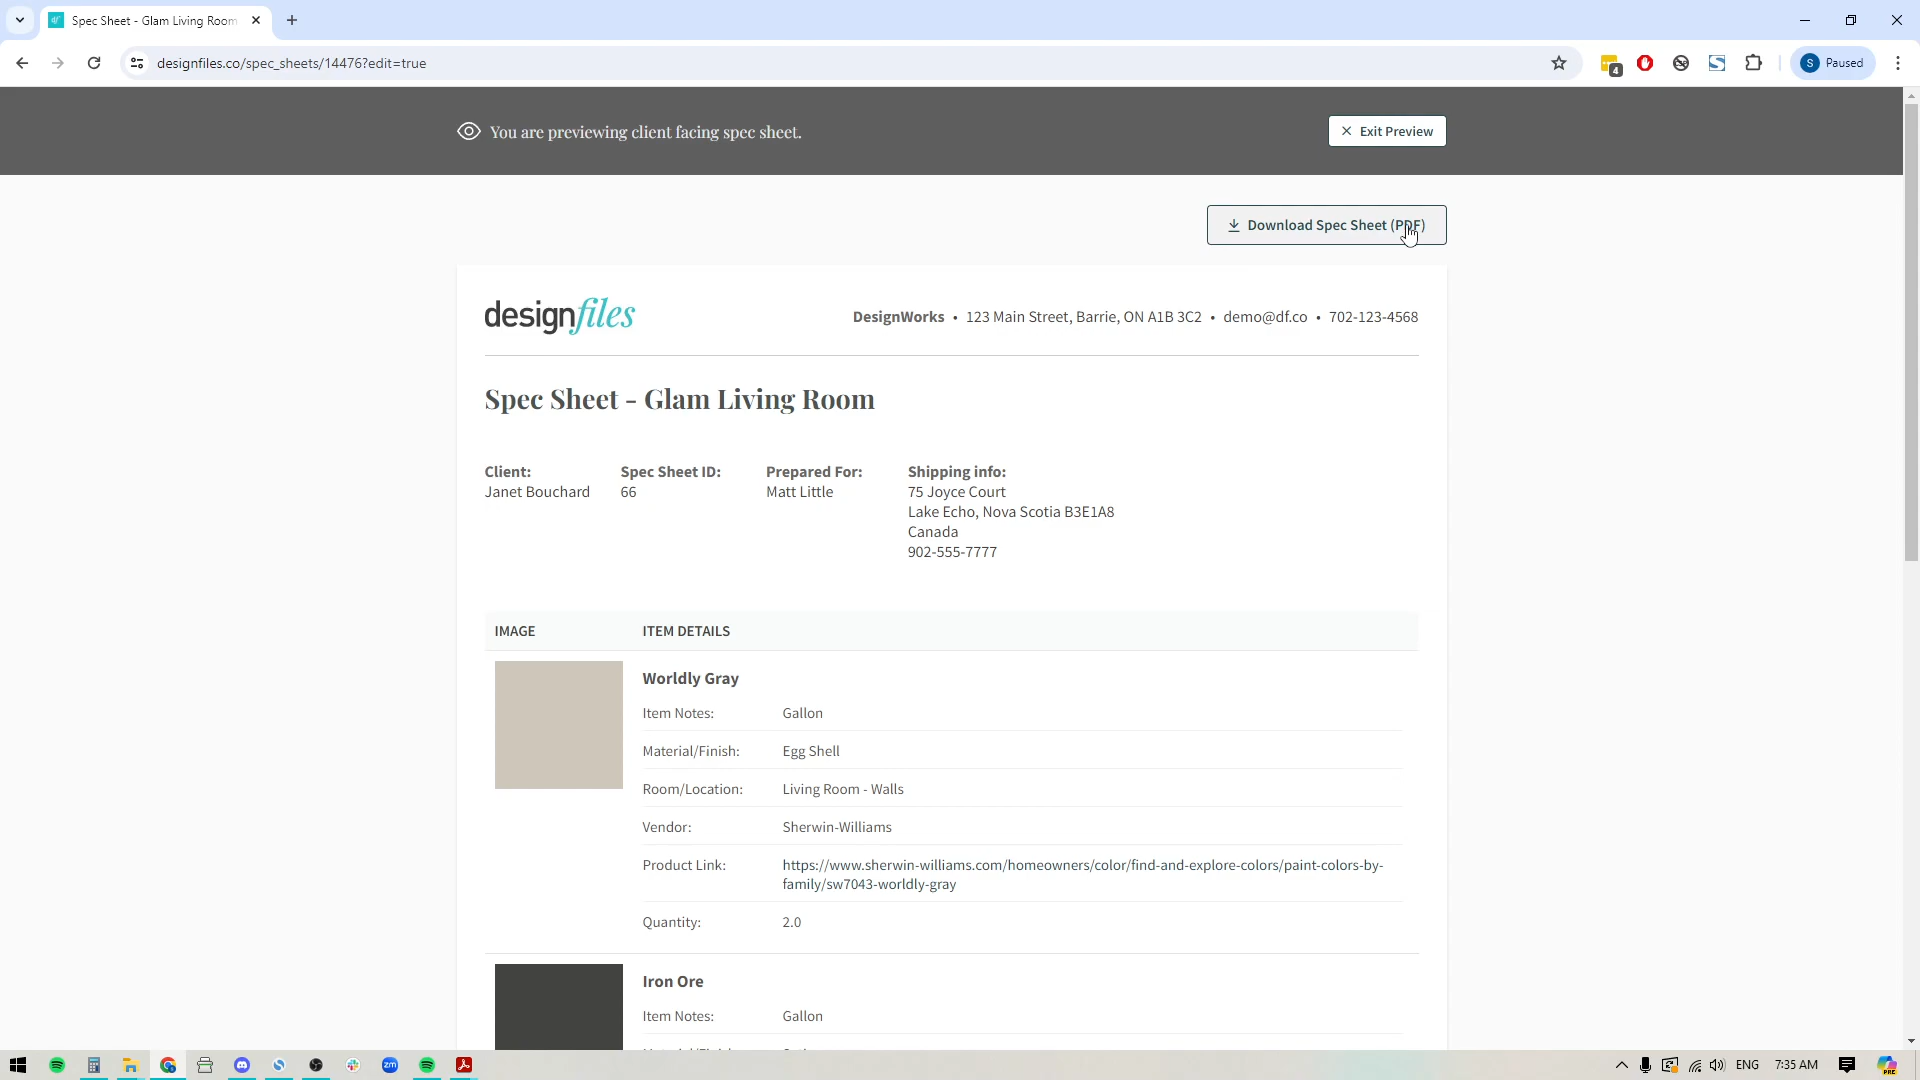 Spec Sheet - Glam Living Room
designfiles.co/spec_sheets/14476?edit=true
4
S Paused
You are previewing client facing spec sheet.
Exit Preview
Download Spec Sheet (PDF)
designfiles
DesignWorks • 123 Main Street, Barrie, ON A1B 3C2 • demo@df.co • 702-123-4568
Spec Sheet - Glam Living Room
Client:
Janet Bouchard
Spec Sheet ID:
66
Prepared For:
Matt Little
Shipping info:
75 Joyce Court
Lake Echo, Nova Scotia B3E1A8
Canada
902-555-7777
IMAGE ITEM DETAILS
Worldly Gray
Item Notes: Gallon
Material/Finish: Egg Shell
Room/Location: Living Room - Walls
Vendor: Sherwin-Williams
Product Link: https://www.sherwin-williams.com/homeowners/color/find-and-explore-colors/paint-colors-by-
family/sw7043-worldly-gray
Quantity: 2.0
Iron Ore
Item Notes: Gallon
ENG 7:35 AM